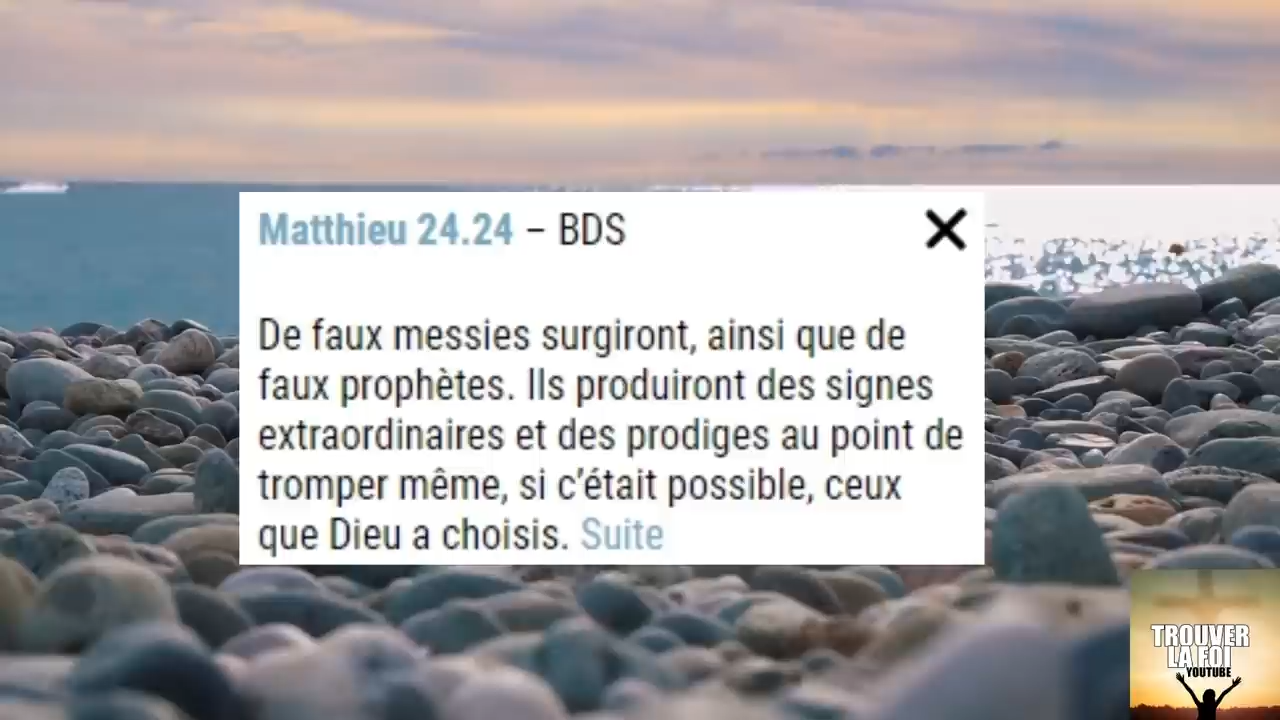 Matthieu 24.24 – BDS
De faux messies surgiront, ainsi que de
faux prophètes. Ils produiront des signes
extraordinaires et des prodiges au point de
tromper même, si c'était possible, ceux
que Dieu a choisis. Suite
TROUVER
LA FOI
YOUTUBE